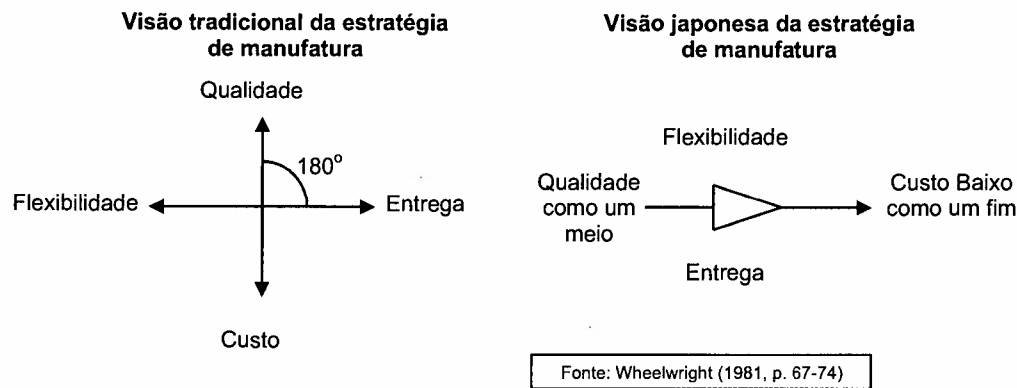 Visão tradicional da estratégia
de manufatura
Qualidade
180º
Flexibilidade
Entrega
Custo
Visão japonesa da estratégia
de manufatura
Flexibilidade
Qualidade
como um
meio
Custo Baixo
como um fim
Entrega
Fonte: Wheelwright (1981, p. 67-74)